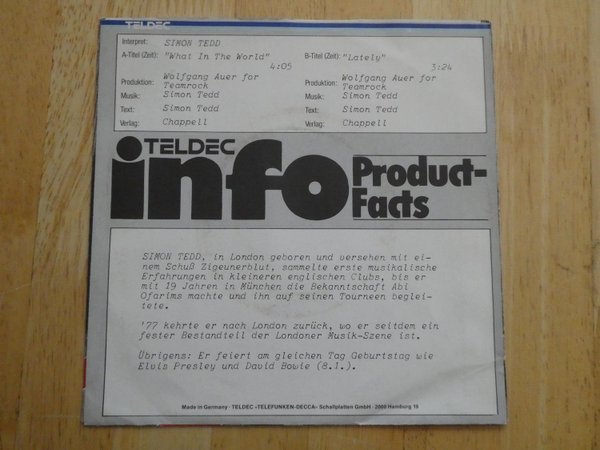 TELDEC
Interpret: SIMON TEDD
A-Titel (Zeit): "What In The World" B-Titel (Zeit): "Lately"
4:05 3:24
Produktion: Wolfgang Auer for Teamrock Produktion: Wolfgang Auer for Teamrock
Musik: Simon Tedd Musik: Simon Tedd
Text: Simon Tedd Text: Simon Tedd
Verlag: Chappell Verlag: Chappell
TELDEC
info Product-
Facts
SIMON TEDD, in London geboren und versehen mit ei-
nem Schuß Zigeunerblut, sammelte erste musikalische
Erfahrungen in kleineren englischen Clubs, bis er
mit 19 Jahren in München die Bekanntschaft Abi
Ofarims machte und ihn auf seinen Tourneen beglei-
tete.
'77 kehrte er nach London zurück, wo er seitdem ein
fester Bestandteil der Londoner Musik-Szene ist.
Übrigens: Er feiert am gleichen Tag Geburtstag wie
Elvis Presley und David Bowie (8.1.).
Made in Germany · TELDEC »TELEFUNKEN-DECCA« Schallplatten GmbH · 2000 Hamburg 19